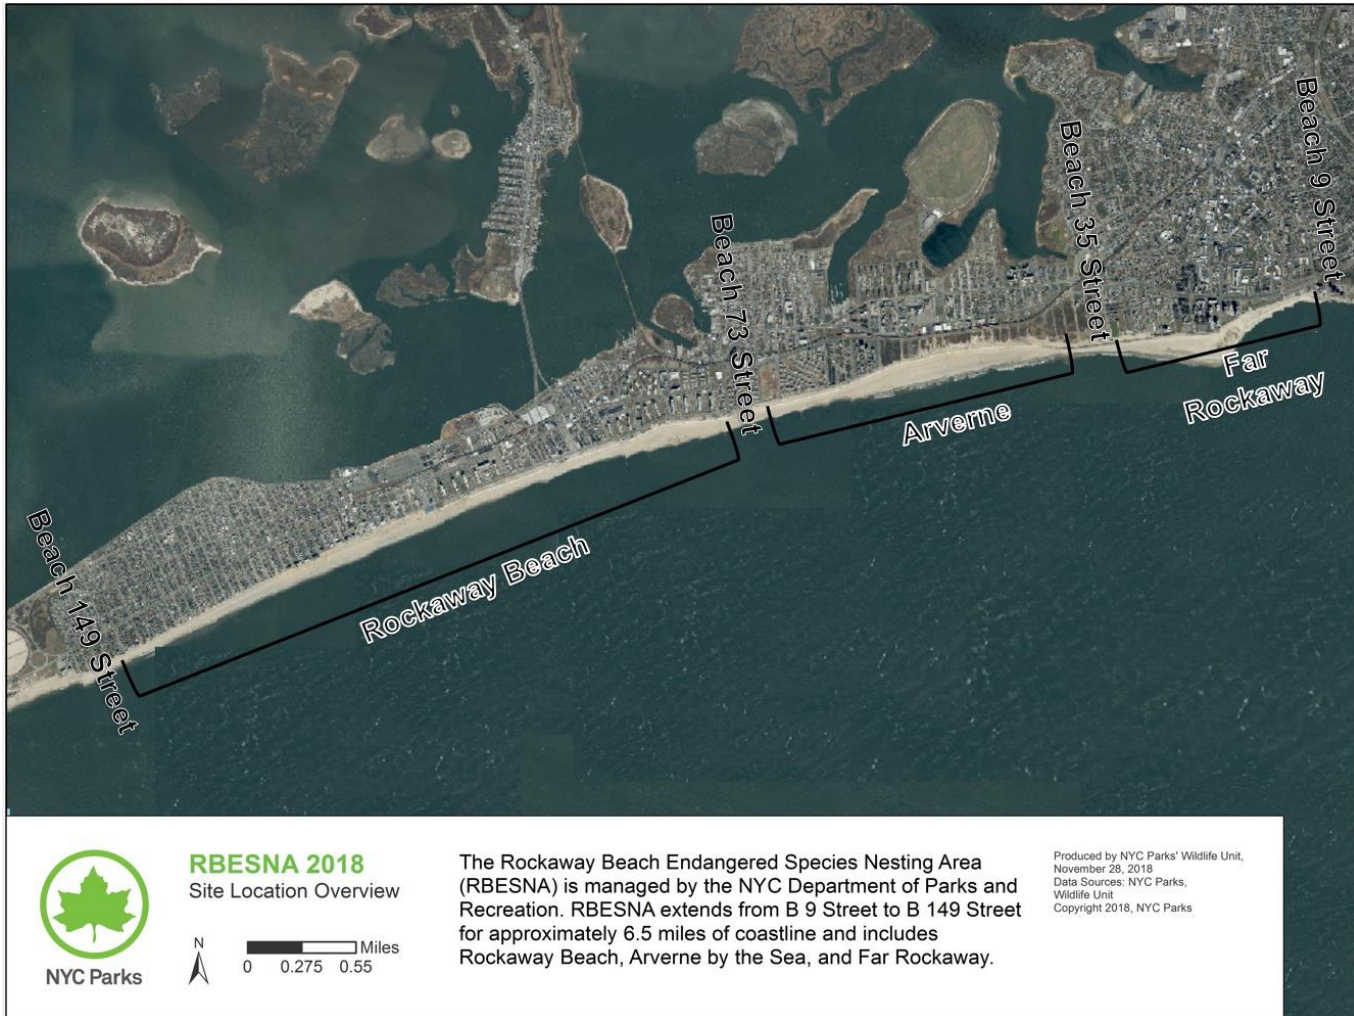 Beach 9 Street
Beach 35 Street
Beach 73 Street
Far
Rockaway
Arverne
Rockaway Beach
Beach 149 Street
NYC Parks
RBESNA 2018
Site Location Overview
N
Miles
0 0.275 0.55
The Rockaway Beach Endangered Species Nesting Area
(RBESNA) is managed by the NYC Department of Parks and
Recreation. RBESNA extends from B 9 Street to B 149 Street
for approximately 6.5 miles of coastline and includes
Rockaway Beach, Arverne by the Sea, and Far Rockaway.
Produced by NYC Parks' Wildlife Unit,
November 28, 2018
Data Sources: NYC Parks,
Wildlife Unit
Copyright 2018, NYC Parks